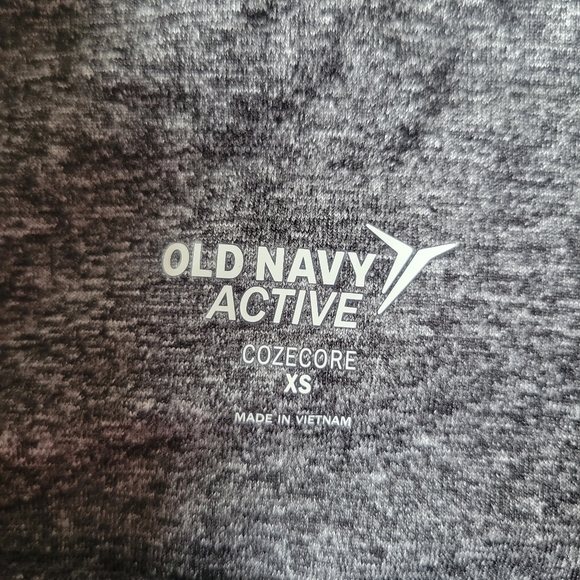 OLD NAVY
ACTIVE
COZECORE
XS
MADE IN VIETNAM